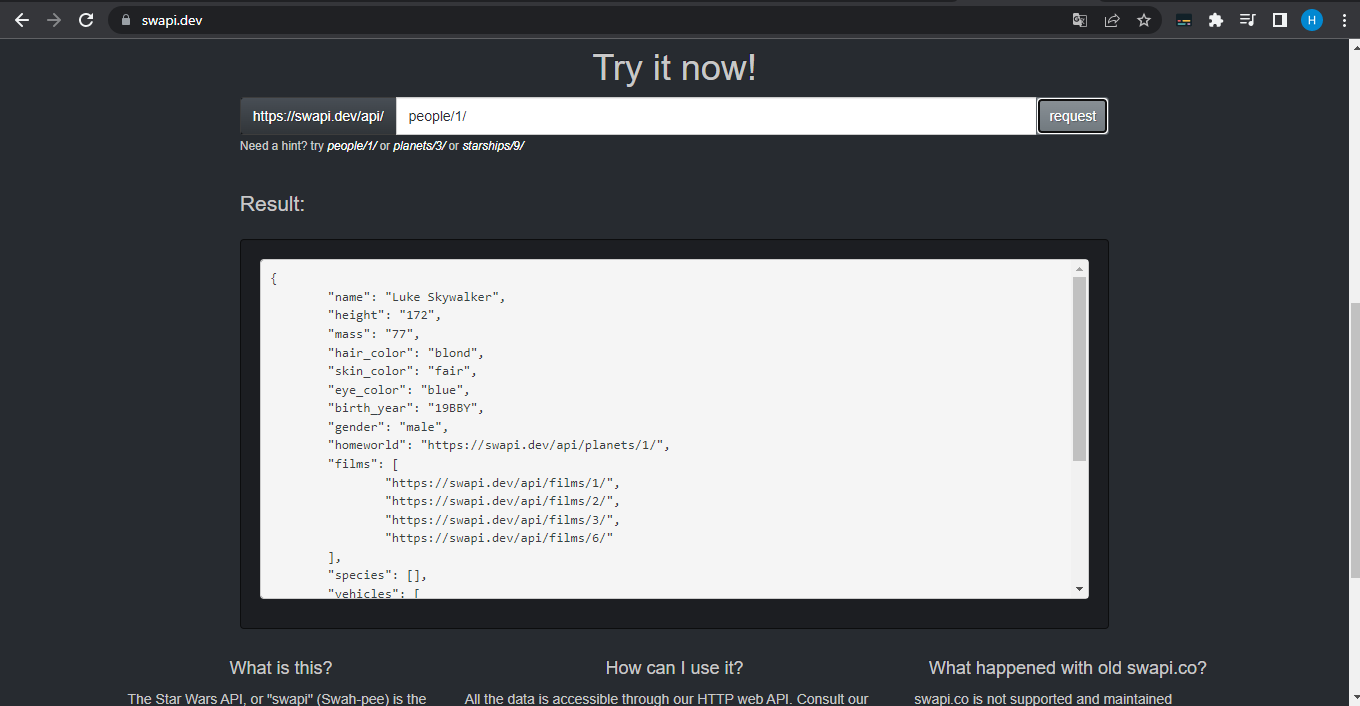 swapi.dev
H
Try it now!
https://swapi.dev/api/ people/1/ request
Need a hint? try people/1/ or planets/3/ or starships/9/
Result:
{
"name": "Luke Skywalker",
"height": "172",
"mass": "77",
"hair_color": "blond",
"skin_color": "fair",
"eye_color": "blue",
"birth_year": "19BBY",
"gender": "male",
"homeworld": "https://swapi.dev/api/planets/1/",
"films": [
"https://swapi.dev/api/films/1/",
"https://swapi.dev/api/films/2/",
"https://swapi.dev/api/films/3/",
"https://swapi.dev/api/films/6/"
],
"species": [],
"vehicles": [
What is this?
The Star Wars API, or "swapi" (Swah-pee) is the
How can I use it?
All the data is accessible through our HTTP web API. Consult our
What happened with old swapi.co?
swapi.co is not supported and maintained